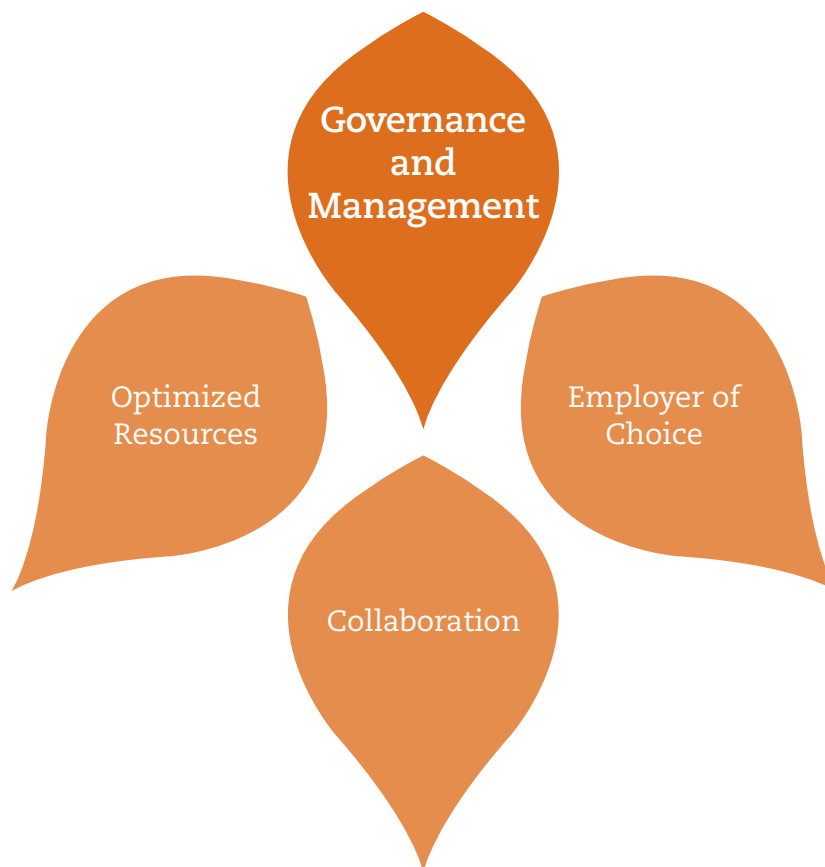 Governance
and
Management
Optimized
Resources
Employer of
Choice
Collaboration